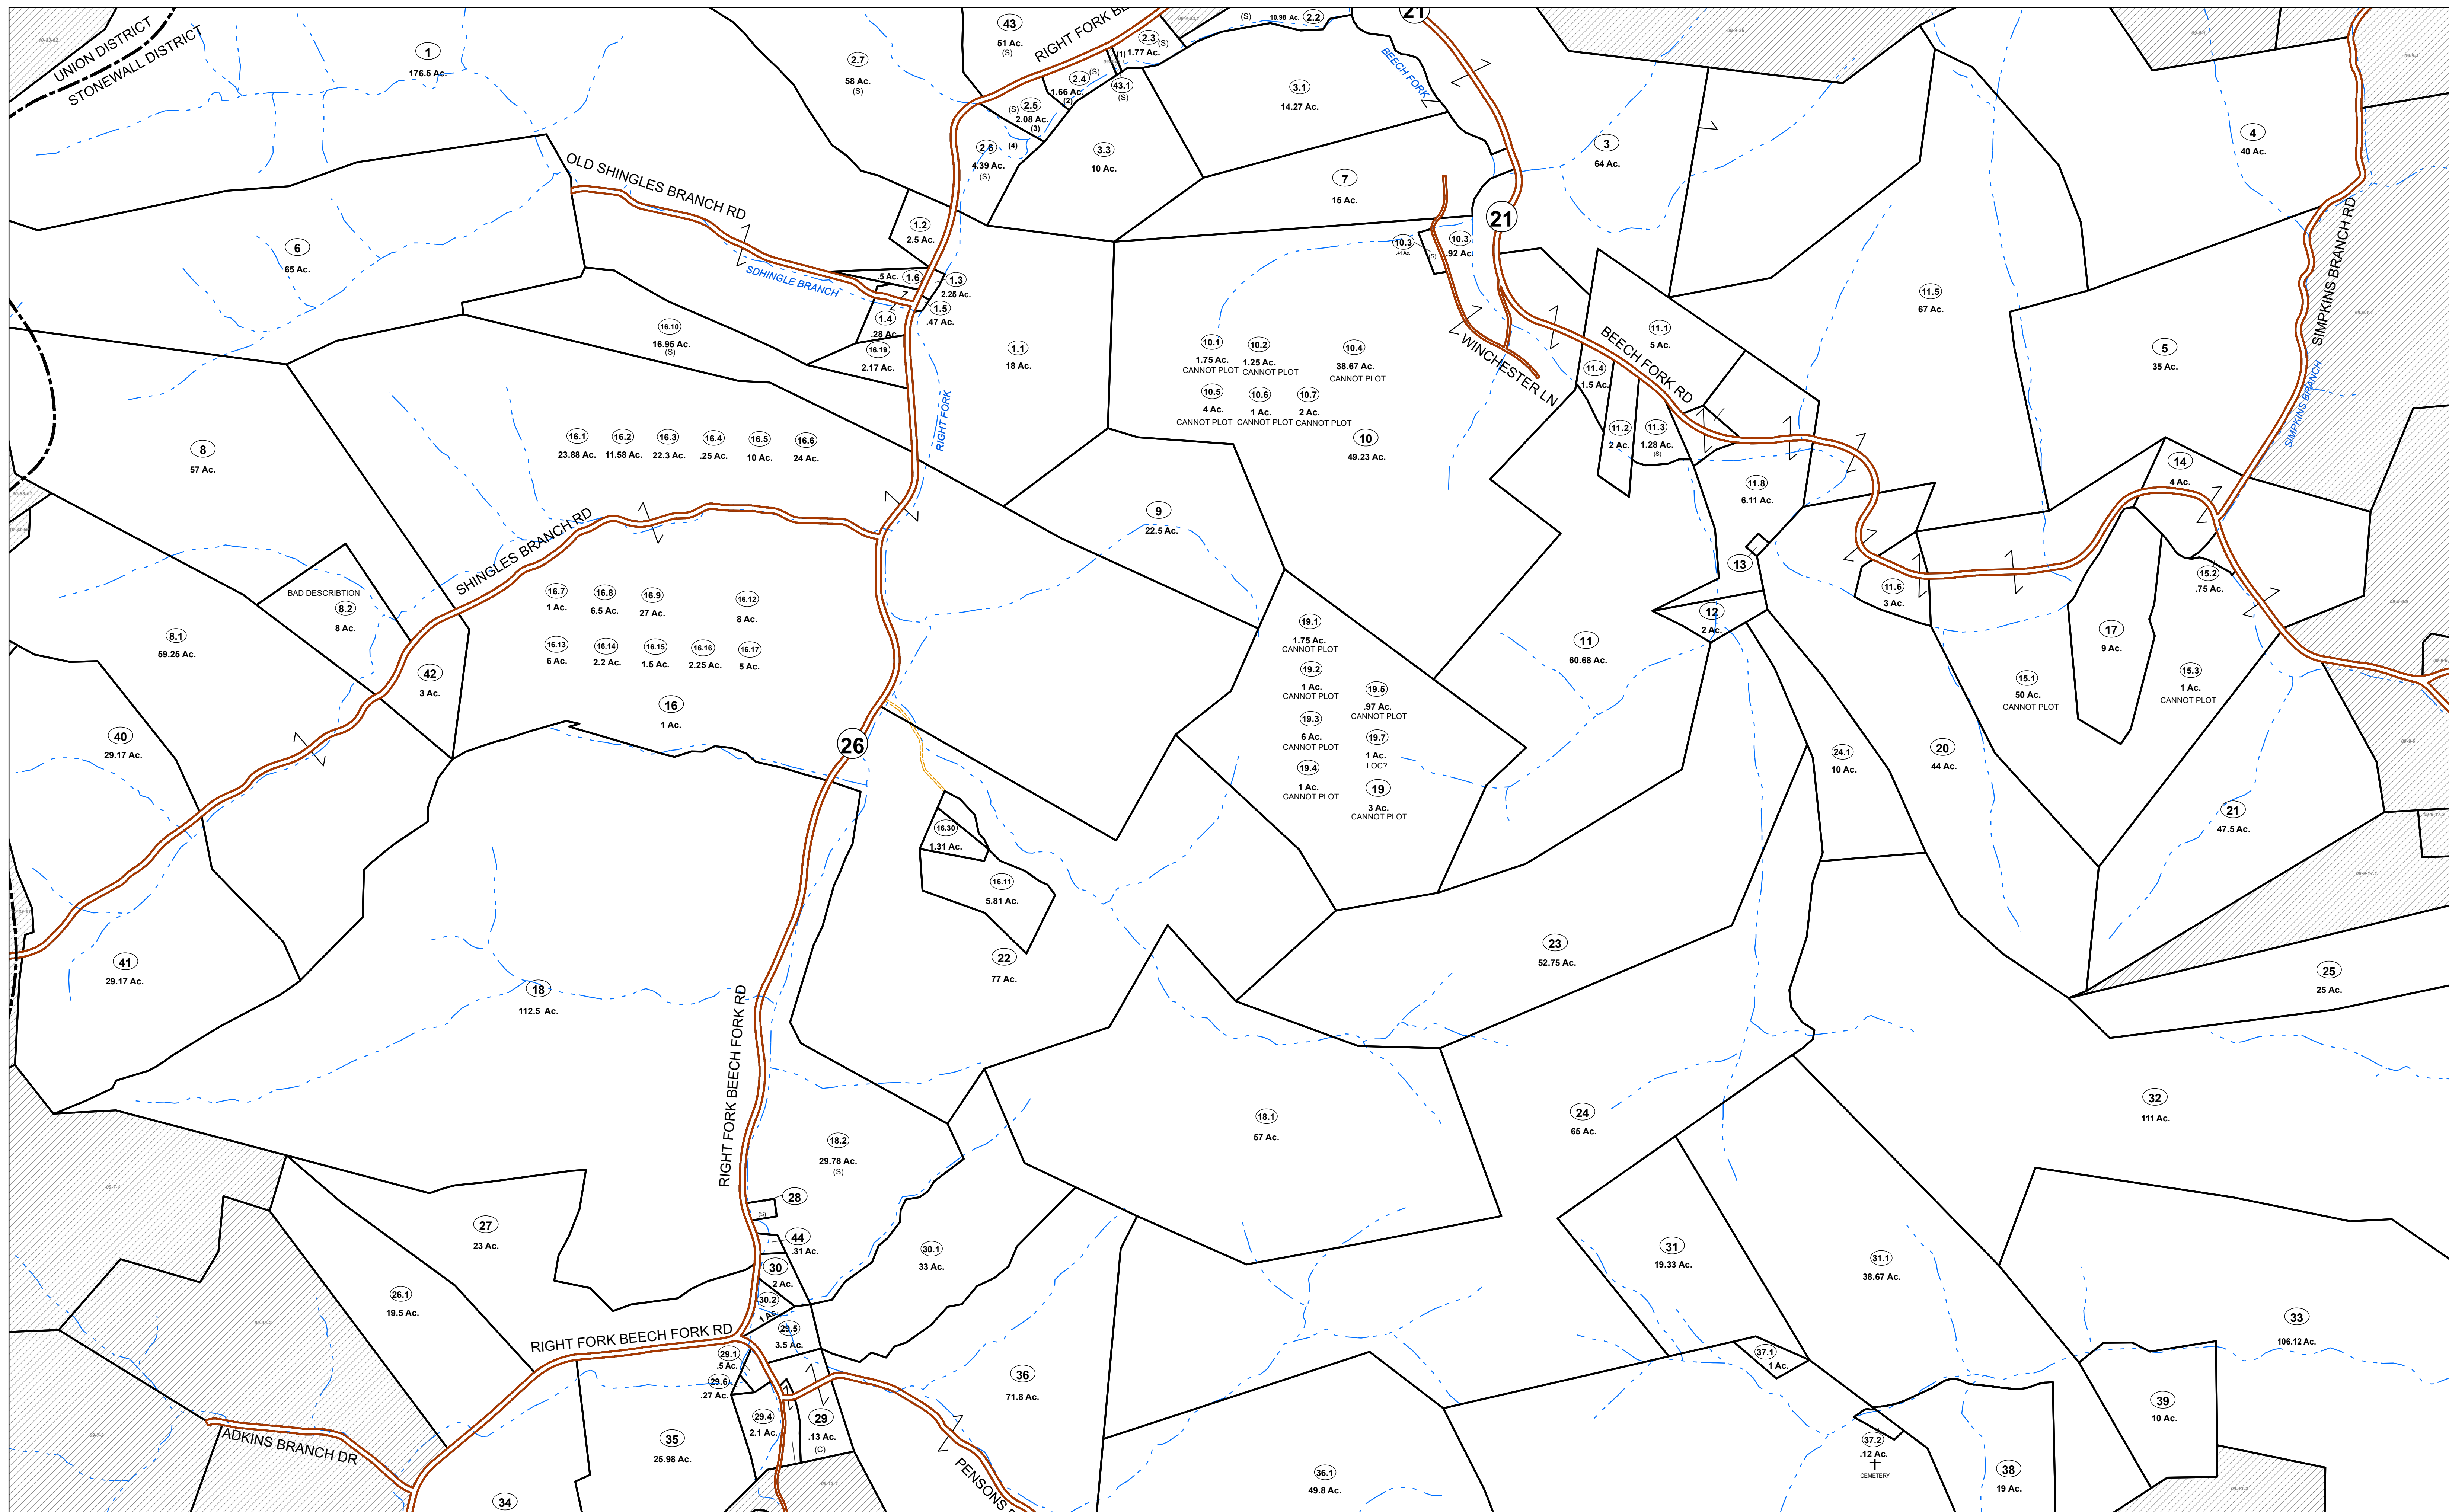 UNION DISTRICT
STONEWALL DISTRICT
1
176.5 Ac.
2.7
58 Ac.
(S)
43
51 Ac.
(S)
RIGHT FORK BE
2.3
(S)
(1) 1.77 Ac.
(S)
10.98 Ac.
2.2
2.4
(S)
1.66 Ac.
(2)
43.1
(S)
2.5
(S)
2.08 Ac.
(3)
2.6
(4)
4.39 Ac.
(S)
3.3
10 Ac.
3.1
14.27 Ac.
BEECH FORK
21
3
64 Ac.
4
40 Ac.
7
15 Ac.
21
OLD SHINGLES BRANCH RD
SDHINGLE BRANCH
6
65 Ac.
1.2
2.5 Ac.
.5 Ac.
1.6
1.3
2.25 Ac.
1.5
.47 Ac.
1.4
.28 Ac.
16.19
2.17 Ac.
16.10
16.95 Ac.
(S)
1.1
18 Ac.
RIGHT FORK
10.3
.41 Ac.
(S)
10.3
.92 Ac.
10.1
1.75 Ac.
CANNOT PLOT
10.2
1.25 Ac.
CANNOT PLOT
10.4
38.67 Ac.
CANNOT PLOT
10.5
4 Ac.
CANNOT PLOT
10.6
1 Ac.
CANNOT PLOT
10.7
2 Ac.
CANNOT PLOT
10
49.23 Ac.
WINCHESTER LN
BEECH FORK RD
11.1
5 Ac.
11.4
1.5 Ac.
11.2
2 Ac.
11.3
1.28 Ac.
(S)
11.5
67 Ac.
5
35 Ac.
SIMPKINS BRANCH RD
SIMPKINS BRANCH
11.8
6.11 Ac.
14
4 Ac.
8
57 Ac.
16.1
23.88 Ac.
16.2
11.58 Ac.
16.3
22.3 Ac.
16.4
.25 Ac.
16.5
10 Ac.
16.6
24 Ac.
SHINGLES BRANCH RD
9
22.5 Ac.
13
12
2 Ac.
11.6
3 Ac.
15.2
.75 Ac.
17
9 Ac.
15.1
50 Ac.
CANNOT PLOT
15.3
1 Ac.
CANNOT PLOT
BAD DESCRIBTION
8.2
8 Ac.
8.1
59.25 Ac.
42
3 Ac.
16.7
1 Ac.
16.8
6.5 Ac.
16.9
27 Ac.
16.12
8 Ac.
16.13
6 Ac.
16.14
2.2 Ac.
16.15
1.5 Ac.
16.16
2.25 Ac.
16.17
5 Ac.
16
1 Ac.
19.1
1.75 Ac.
CANNOT PLOT
19.2
1 Ac.
CANNOT PLOT
19.3
6 Ac.
CANNOT PLOT
19.4
1 Ac.
CANNOT PLOT
19.5
.97 Ac.
CANNOT PLOT
19.7
1 Ac.
LOC?
19
3 Ac.
CANNOT PLOT
11
60.68 Ac.
40
29.17 Ac.
26
24.1
10 Ac.
20
44 Ac.
21
47.5 Ac.
16.30
1.31 Ac.
16.11
5.81 Ac.
22
77 Ac.
23
52.75 Ac.
25
25 Ac.
41
29.17 Ac.
18
112.5 Ac.
RIGHT FORK BEECH FORK RD
18.2
29.78 Ac.
(S)
18.1
57 Ac.
24
65 Ac.
32
111 Ac.
28
(S)
44
.31 Ac.
30
2 Ac.
30.2
1 Ac.
30.1
33 Ac.
27
23 Ac.
26.1
19.5 Ac.
31
19.33 Ac.
31.1
38.67 Ac.
33
106.12 Ac.
RIGHT FORK BEECH FORK RD
29.5
3.5 Ac.
29.1
.5 Ac.
29.6
.27 Ac.
29.4
2.1 Ac.
29
.13 Ac.
(C)
36
71.8 Ac.
37.1
1 Ac.
39
10 Ac.
ADKINS BRANCH DR
35
25.98 Ac.
34
PENSONS
36.1
49.8 Ac.
37.2
.12 Ac.
CEMETERY
38
19 Ac.